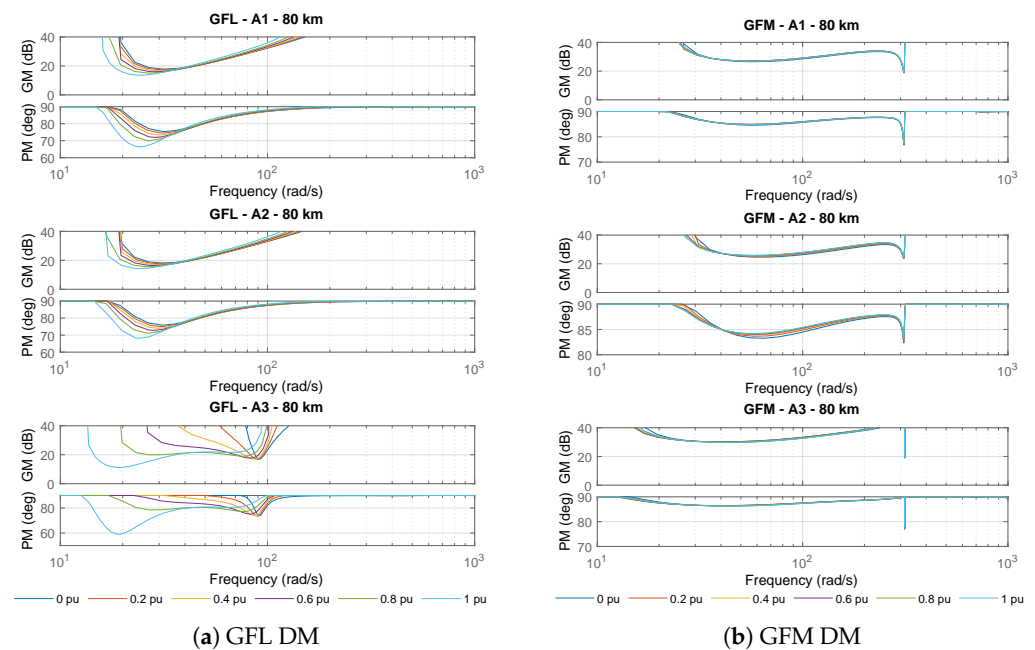 GFL - A1 - 80 km
GM (dB)
40
20
0
PM (deg)
90
80
70
60
10^1
10^2
10^3
Frequency (rad/s)
GFL - A2 - 80 km
GM (dB)
40
20
0
PM (deg)
90
80
70
60
10^1
10^2
10^3
Frequency (rad/s)
GFL - A3 - 80 km
GM (dB)
40
20
0
PM (deg)
80
60
10^1
10^2
10^3
Frequency (rad/s)
0 pu 0.2 pu 0.4 pu 0.6 pu 0.8 pu 1 pu
(a) GFL DM
GFM - A1 - 80 km
GM (dB)
40
20
0
PM (deg)
90
80
70
10^1
10^2
10^3
Frequency (rad/s)
GFM - A2 - 80 km
GM (dB)
40
20
0
PM (deg)
90
85
80
10^1
10^2
10^3
Frequency (rad/s)
GFM - A3 - 80 km
GM (dB)
40
20
0
PM (deg)
90
80
70
10^1
10^2
10^3
Frequency (rad/s)
0 pu 0.2 pu 0.4 pu 0.6 pu 0.8 pu 1 pu
(b) GFM DM